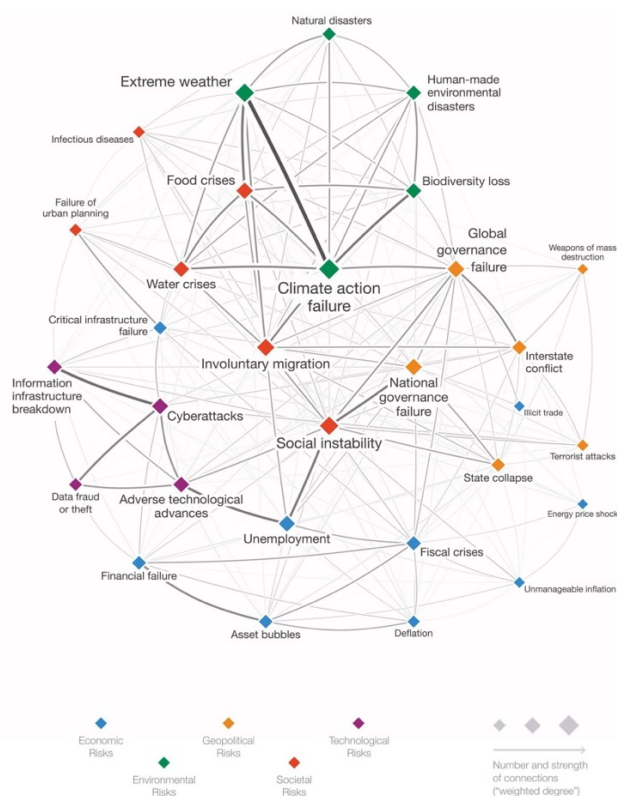 Natural disasters
Extreme weather
Human-made
environmental
disasters
Infectious diseases
Food crises
Biodiversity loss
Failure of
urban planning
Global
governance
failure
Weapons of mass
destruction
Water crises
Climate action
failure
Critical infrastructure
failure
Involuntary migration
Interstate
conflict
Information
infrastructure
breakdown
National
governance
failure
Cyberattacks
Illicit trade
Social instability
Terrorist attacks
State collapse
Data fraud
or theft
Adverse technological
advances
Energy price shock
Unemployment
Fiscal crises
Financial failure
Unmanageable inflation
Asset bubbles
Deflation
Economic
Risks
Geopolitical
Risks
Technological
Risks
Environmental
Risks
Societal
Risks
Number and strength
of connections
("weighted degree")